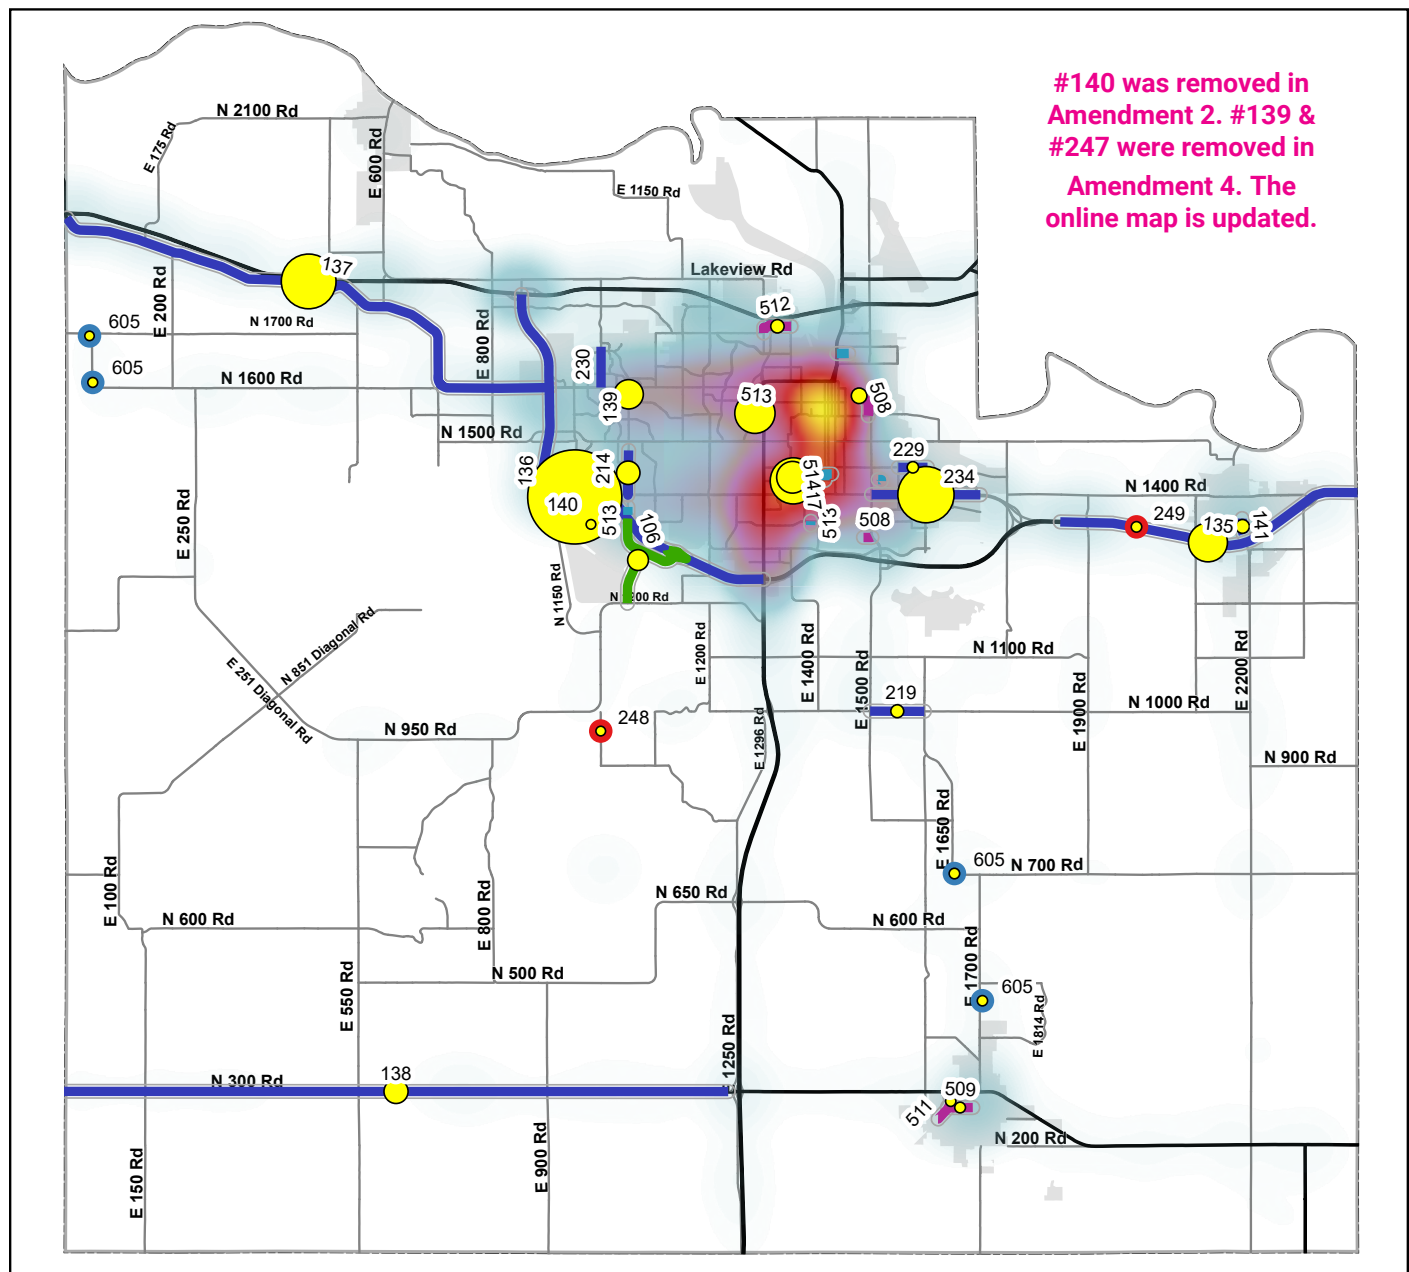 #140 was removed in
Amendment 2. #139 &
#247 were removed in
Amendment 4. The
online map is updated.
N 2100 Rd
E 175 Rd
E 600 Rd
E 1150 Rd
Lakeview Rd
137
512
E 200 Rd
N 1700 Rd
605
605
N 1600 Rd
E 800 Rd
230
139
513
508
N 1500 Rd
136
214
140
513
106
514
17
513
229
234
508
N 1400 Rd
249
135
141
E 250 Rd
N 1150 Rd
N 1200 Rd
N 851 Diagonal Rd
E 251 Diagonal Rd
E 1200 Rd
E 1400 Rd
E 1500 Rd
N 1100 Rd
219
N 1000 Rd
E 1900 Rd
E 2200 Rd
N 950 Rd
248
E 1296 Rd
N 900 Rd
E 1650 Rd
605
N 700 Rd
E 100 Rd
N 650 Rd
N 600 Rd
E 800 Rd
N 600 Rd
E 1700 Rd
N 500 Rd
E 550 Rd
605
E 1814 Rd
1250 Rd
N 300 Rd
138
509
511
N 200 Rd
E 150 Rd
E 900 Rd